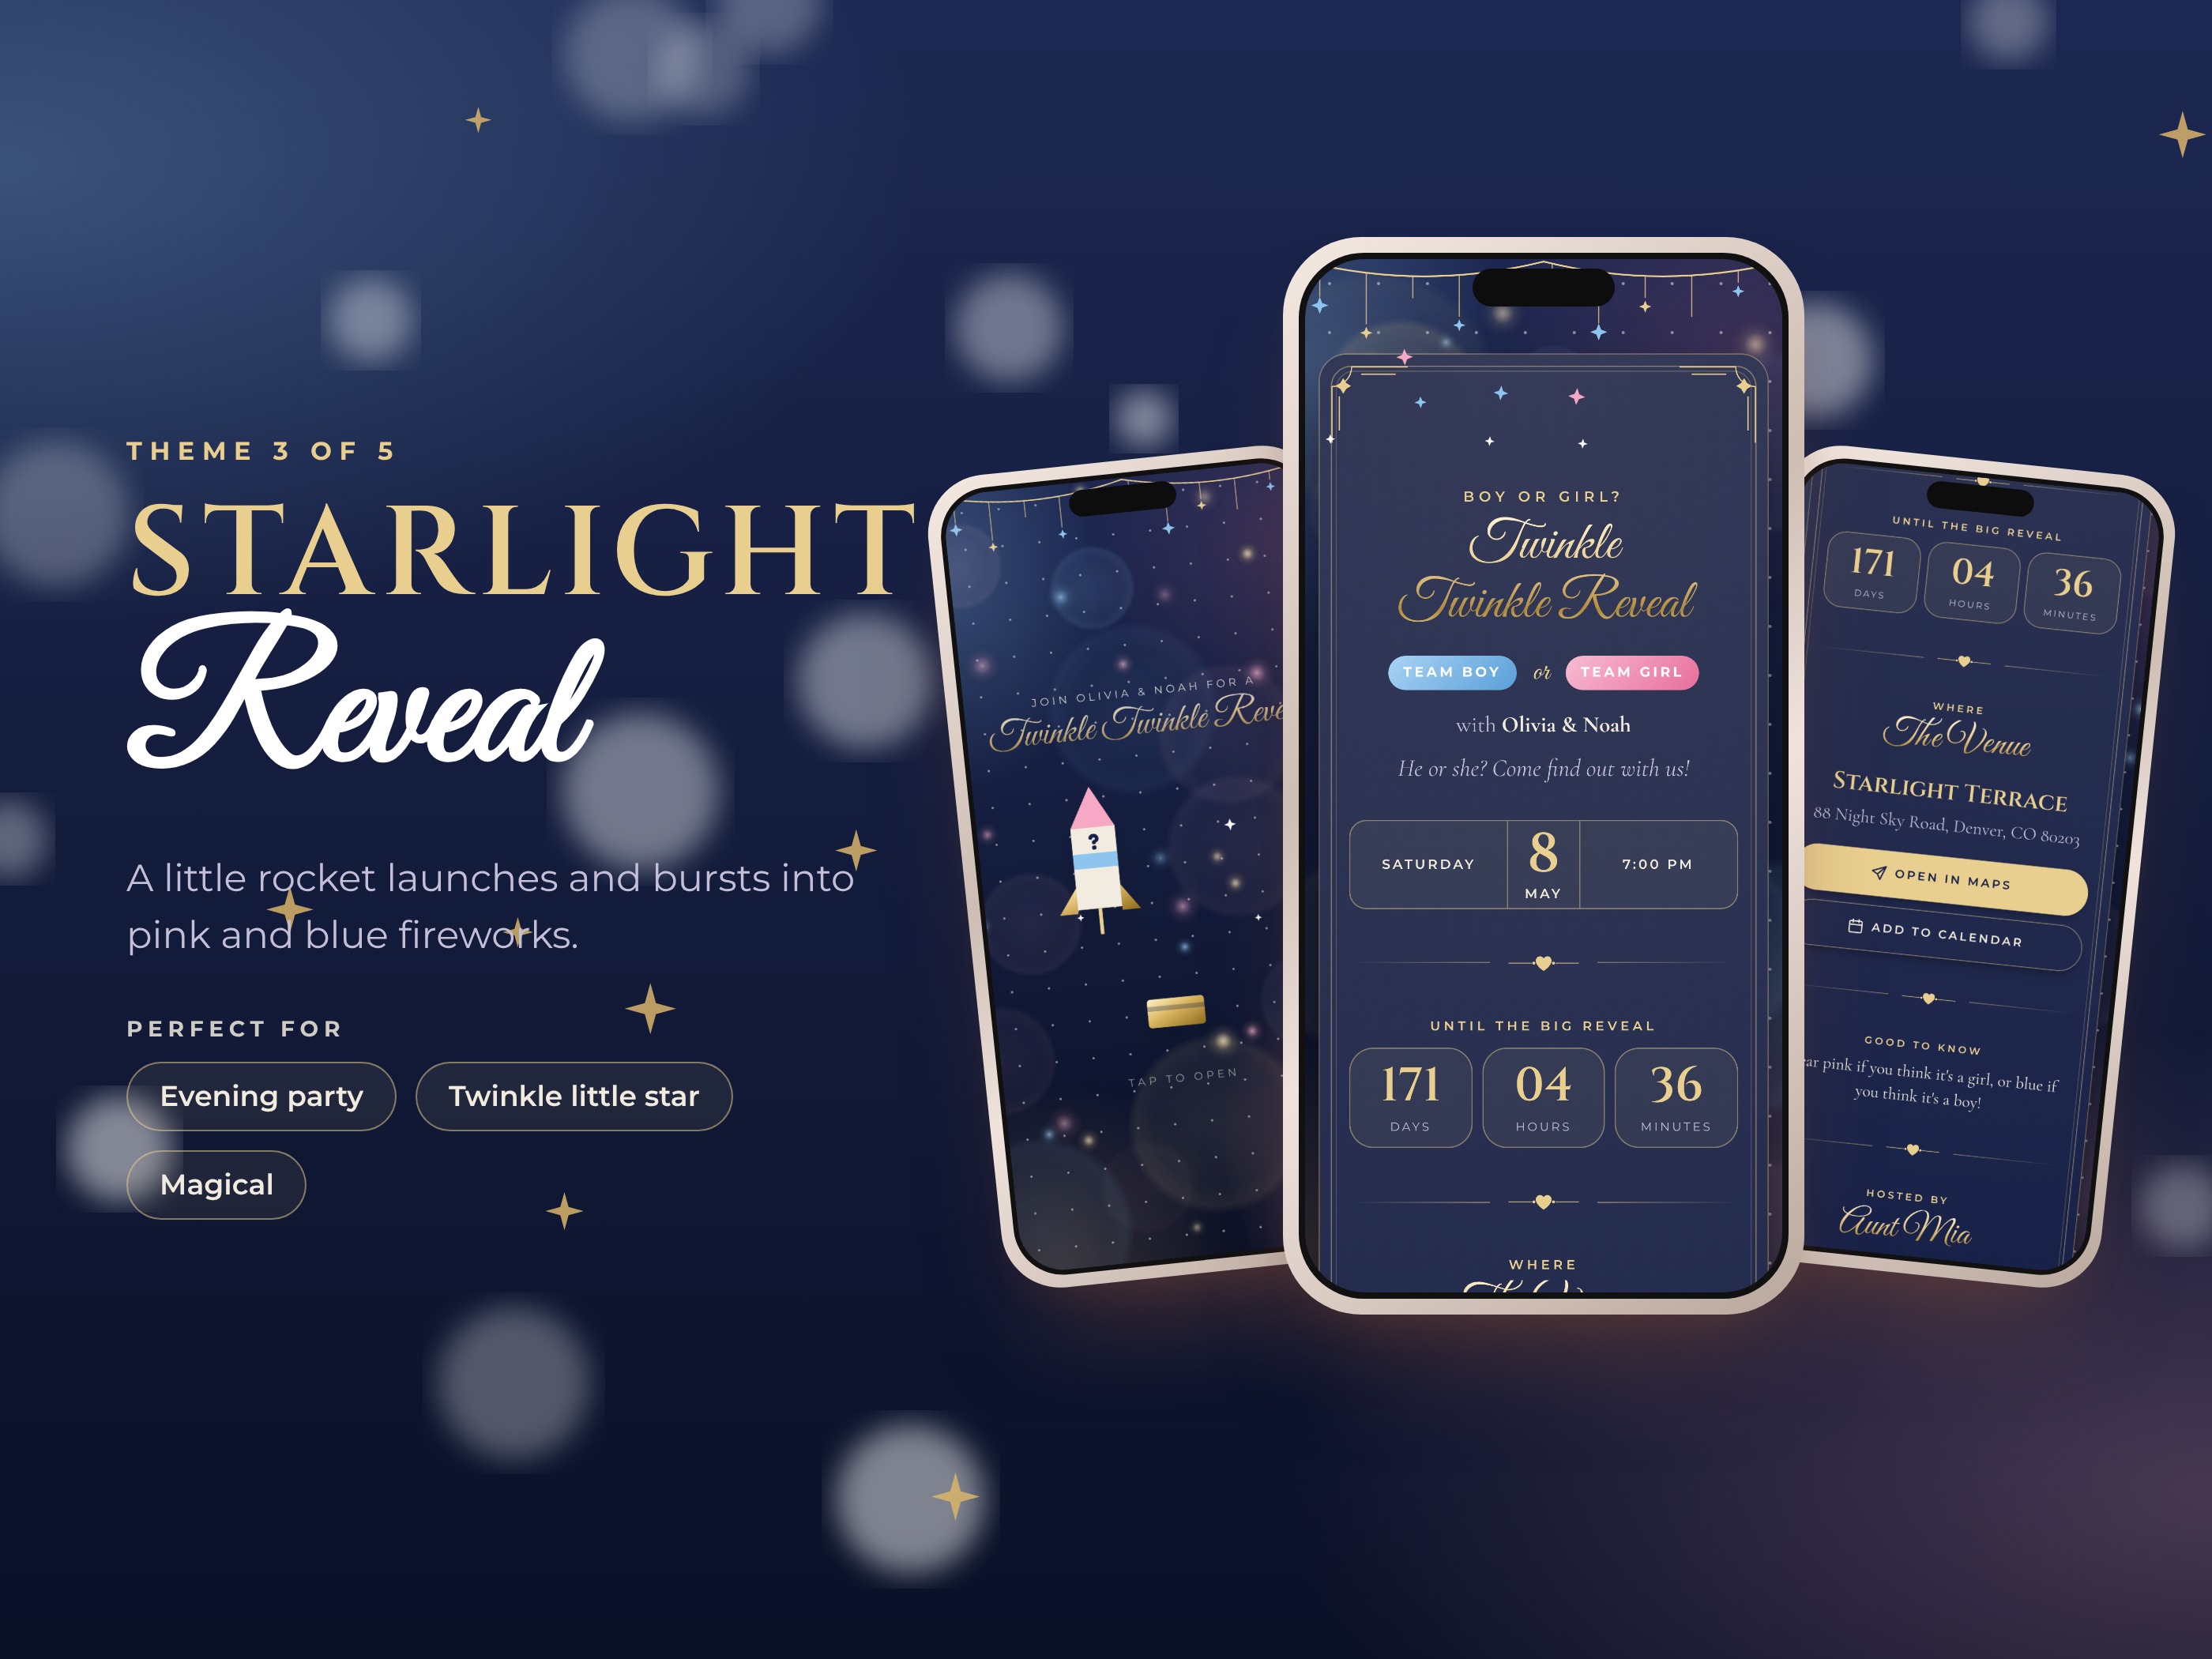 THEME 3 OF 5
STARLIGHT
Reveal
A little rocket launches and bursts into
pink and blue fireworks.
PERFECT FOR
Evening party
Twinkle little star
Magical
JOIN OLIVIA & NOAH FOR A
Twinkle Twinkle
?
TAP TO OPEN
BOY OR GIRL?
Twinkle
Twinkle Reveal
TEAM BOY or TEAM GIRL
with Olivia & Noah
He or she? Come find out with us!
SATURDAY
8
MAY
7:00 PM
UNTIL THE BIG REVEAL
171 04 36
DAYS HOURS MINUTES
WHERE
UNTIL THE BIG REVEAL
171 04 36
DAYS HOURS MINUTES
WHERE
The Venue
STARLIGHT TERRACE
88 Night Sky Road, Denver, CO 80203
OPEN IN MAPS
ADD TO CALENDAR
GOOD TO KNOW
pink if you think it's a girl, or blue if
you think it's a boy!
HOSTED BY
Aunt Mia